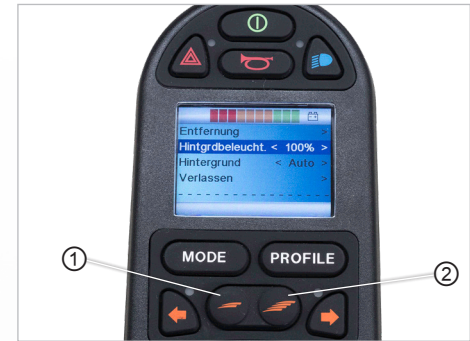 Entfernung >
Hintgrdbeleucht. < 100% >
Hintergrund < Auto >
Verlassen >
MODE PROFILE
1
2